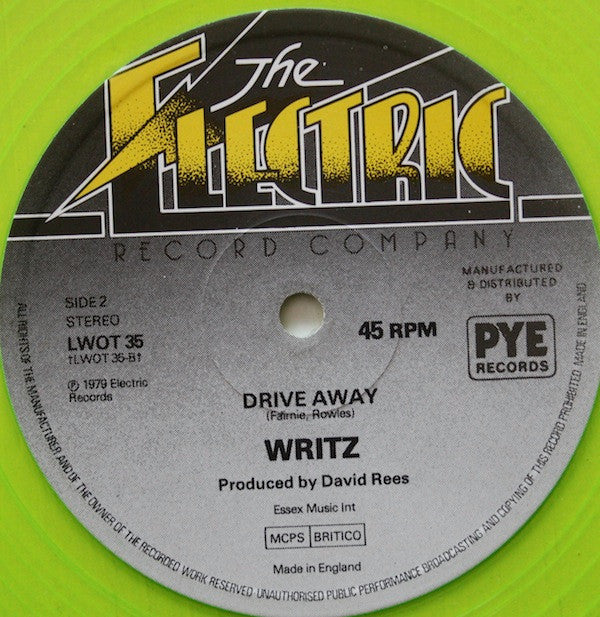 The
ELECTRIC
RECORD COMPANY
SIDE 2
STEREO
LWOT 35
†LWOT 35-B†
℗ 1979 Electric
Records
45 RPM
MANUFACTURED
& DISTRIBUTED
BY
PYE
RECORDS
DRIVE AWAY
(Fairnie, Rowles)
WRITZ
Produced by David Rees
Essex Music Int
MCPS BRITICO
Made in England
ALL RIGHTS OF THE MANUFACTURER AND OF THE OWNER OF THE RECORDED WORK RESERVED. UNAUTHORISED PUBLIC PERFORMANCE BROADCASTING AND COPYING OF THIS RECORD PROHIBITED. MADE IN ENGLAND